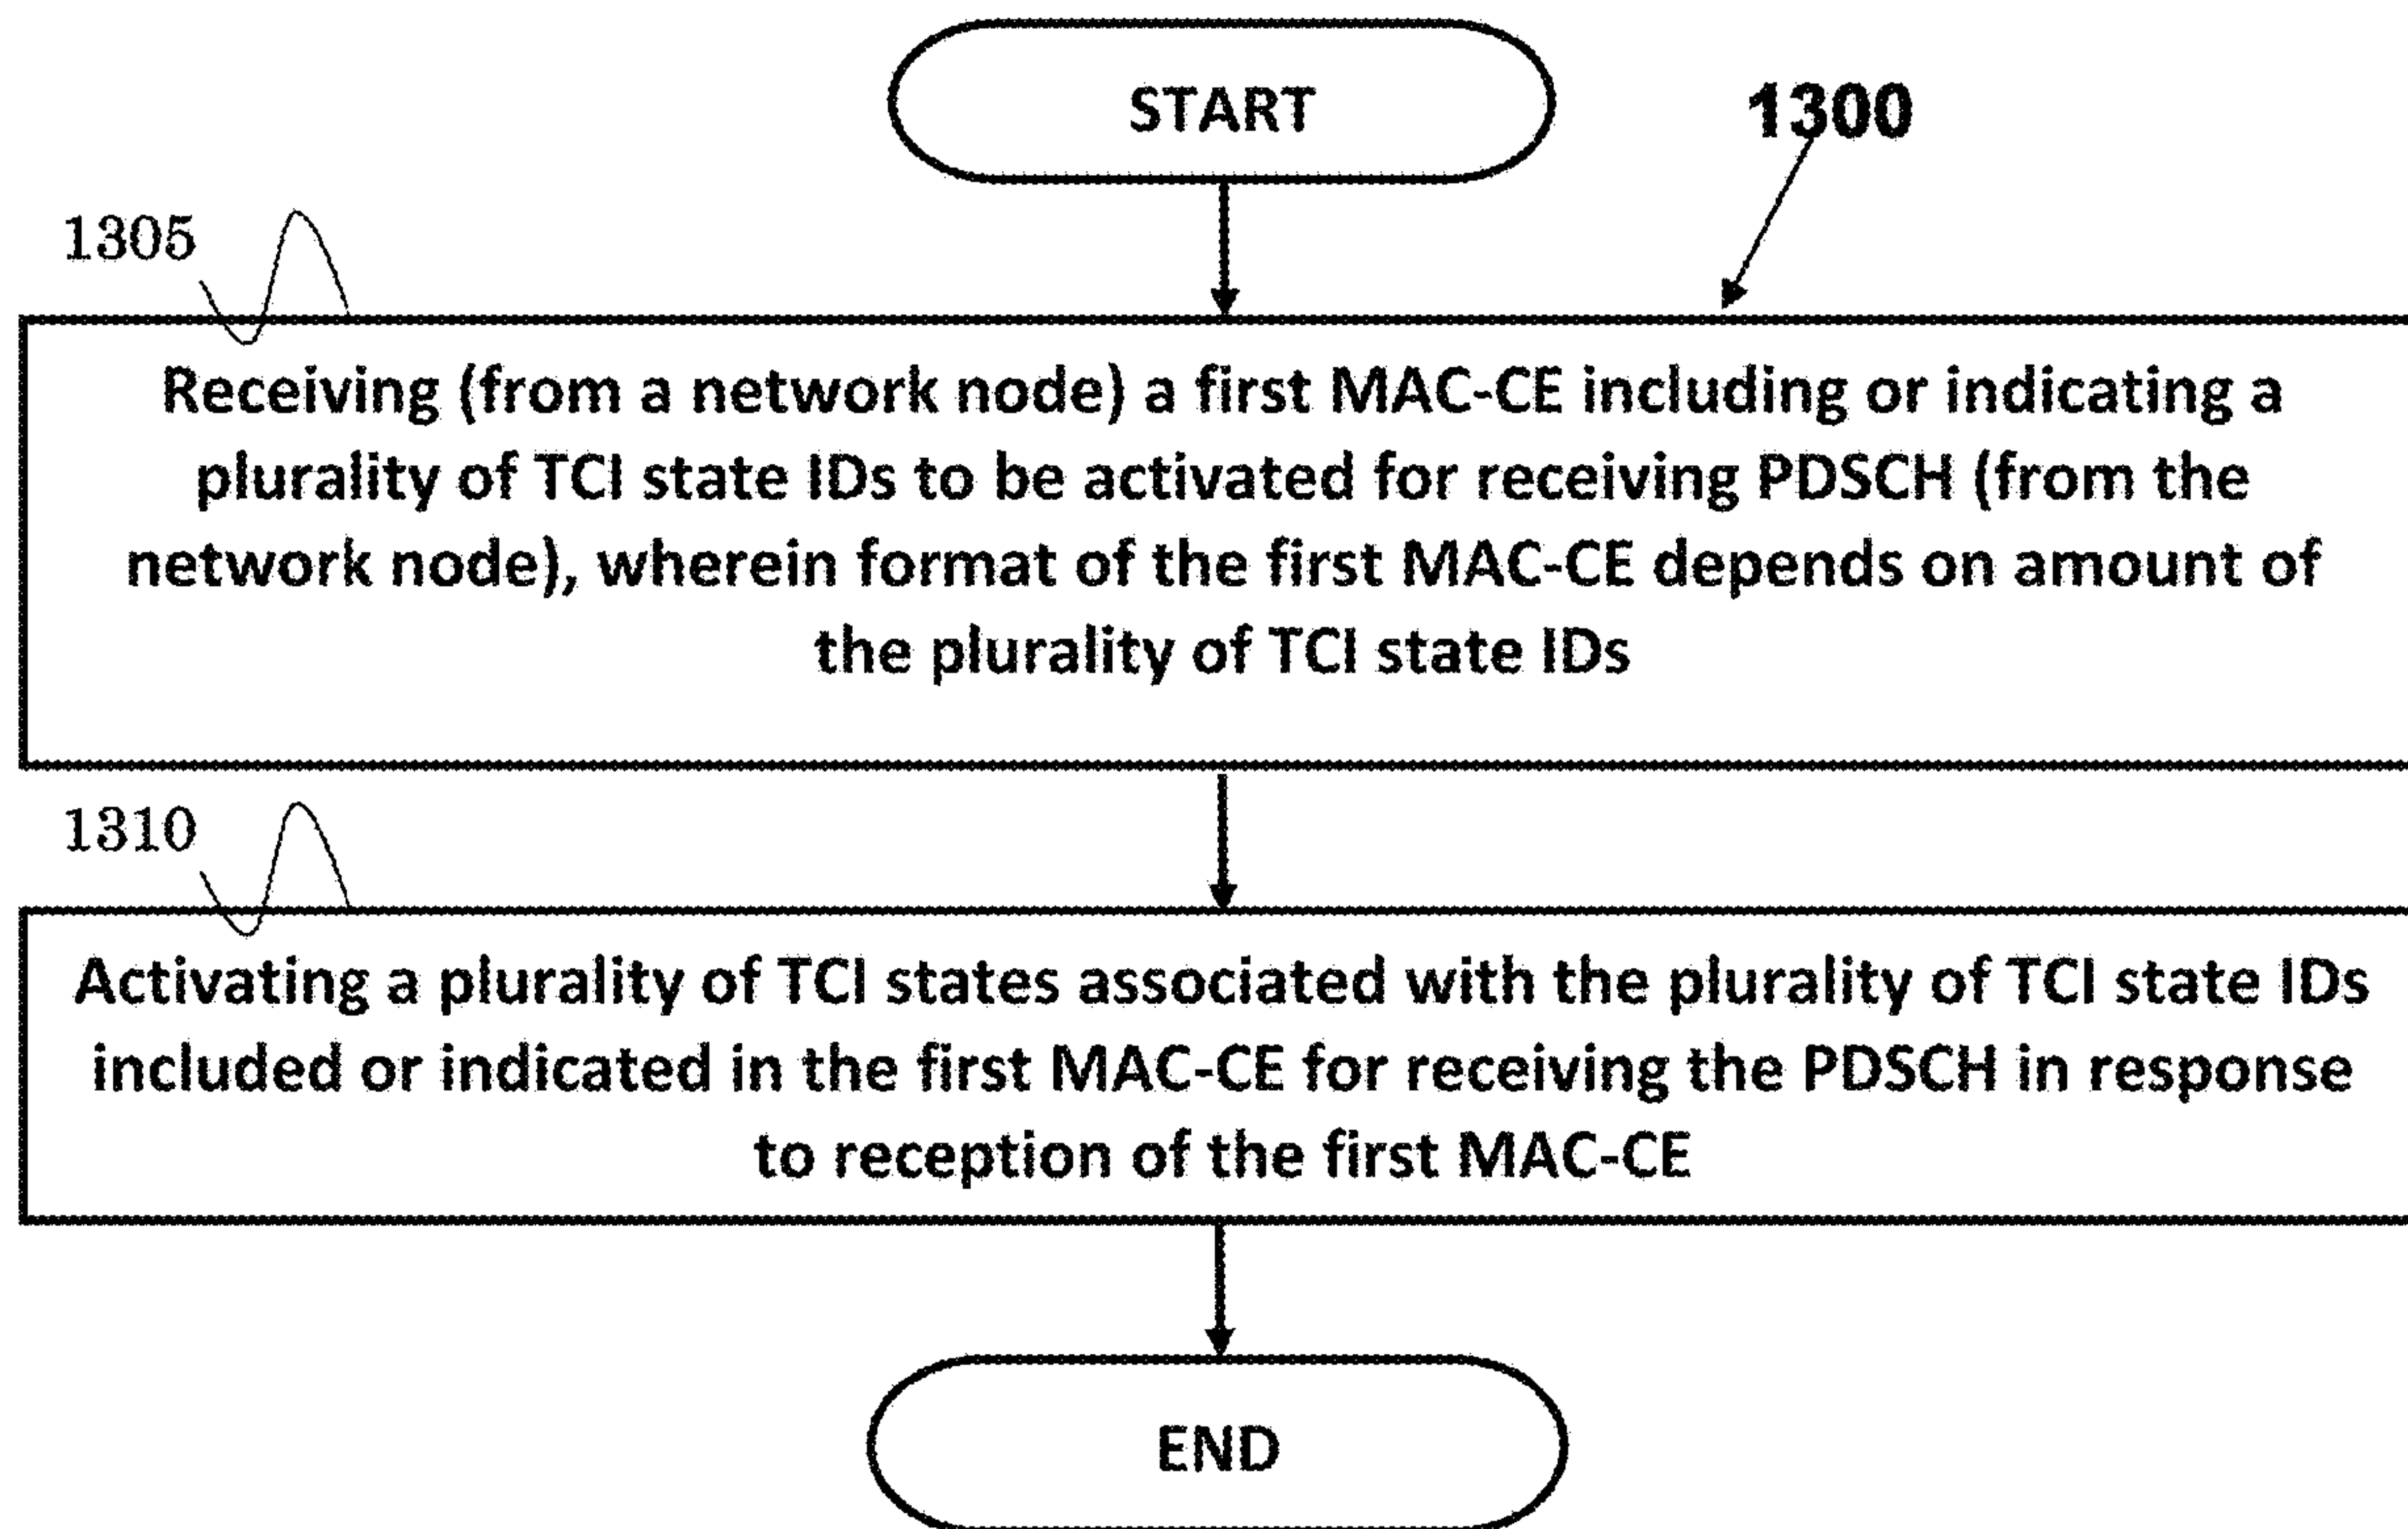 START
1300
1305
Receiving (from a network node) a first MAC-CE including or indicating a
plurality of TCI state IDs to be activated for receiving PDSCH (from the
network node), wherein format of the first MAC-CE depends on amount of
the plurality of TCI state IDs
1310
Activating a plurality of TCI states associated with the plurality of TCI state IDs
included or indicated in the first MAC-CE for receiving the PDSCH in response
to reception of the first MAC-CE
END